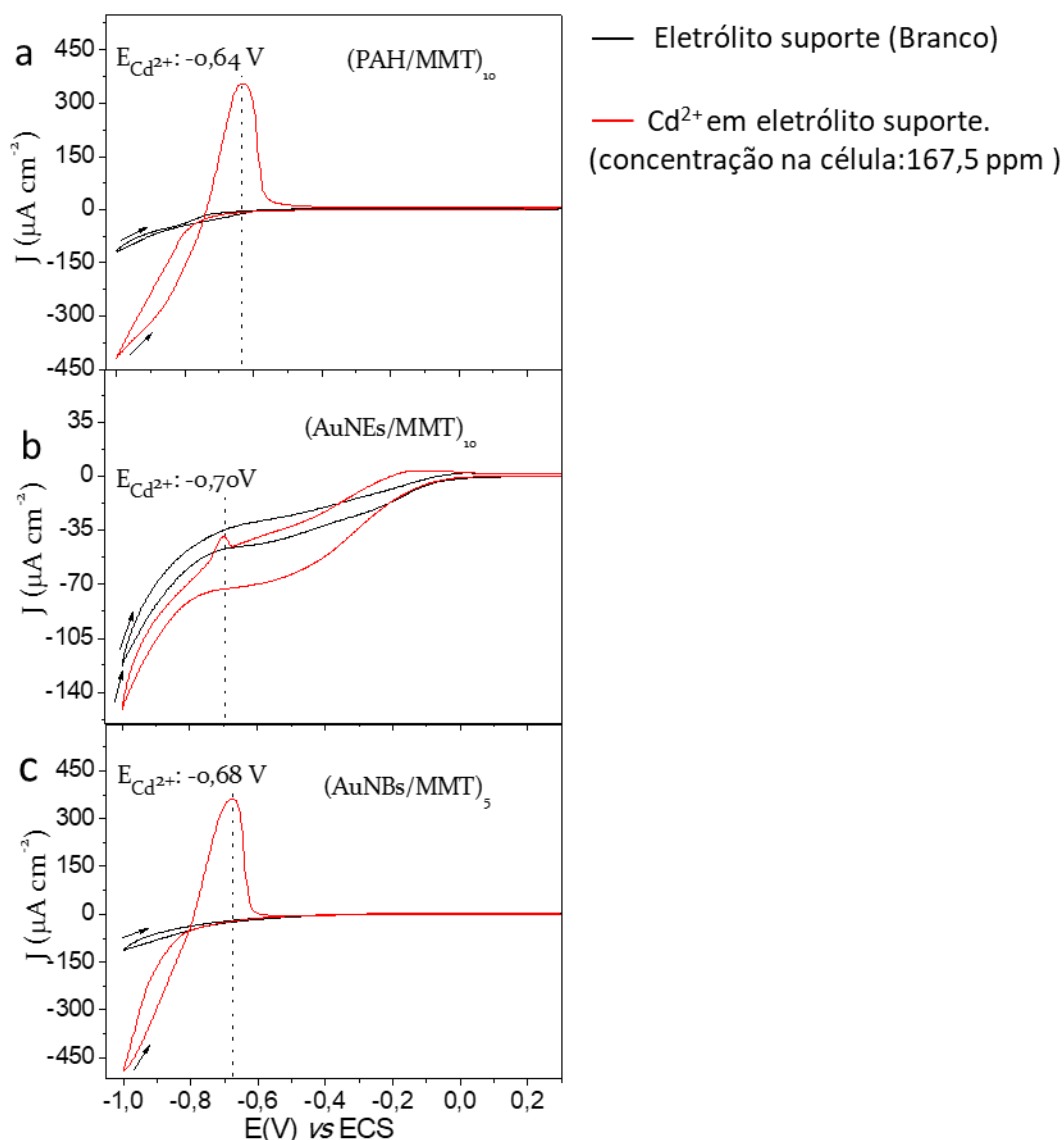 a
E_Cd²⁺: -0,64 V
(PAH/MMT)₁₀
J (µA cm⁻²)
450
300
150
0
-150
-300
-450
Eletrólito suporte (Branco)
Cd²⁺ em eletrólito suporte.
(concentração na célula:167,5 ppm )
b
E_Cd²⁺: -0,70V
(AuNEs/MMT)₁₀
J (µA cm⁻²)
35
0
-35
-70
-105
-140
c
E_Cd²⁺: -0,68 V
(AuNBs/MMT)₅
J (µA cm⁻²)
450
300
150
0
-150
-300
-450
-1,0 -0,8 -0,6 -0,4 -0,2 0,0 0,2
E(V) vs ECS